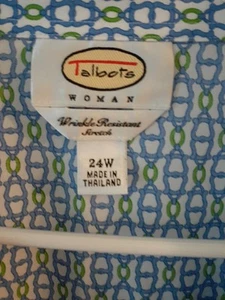 Talbots
WOMAN
Wrinkle Resistant
Stretch
24W
MADE IN
THAILAND